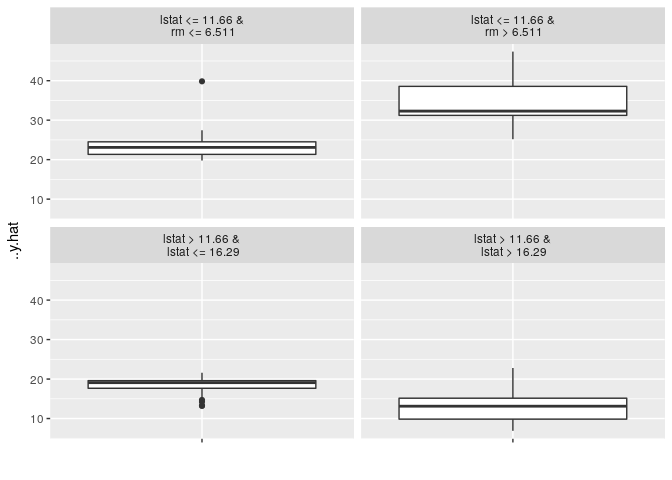 lstat <= 11.66 &
rm <= 6.511
lstat <= 11.66 &
rm > 6.511
40
30
20
10
..y.hat
lstat > 11.66 &
lstat <= 16.29
lstat > 11.66 &
lstat > 16.29
40
30
20
10